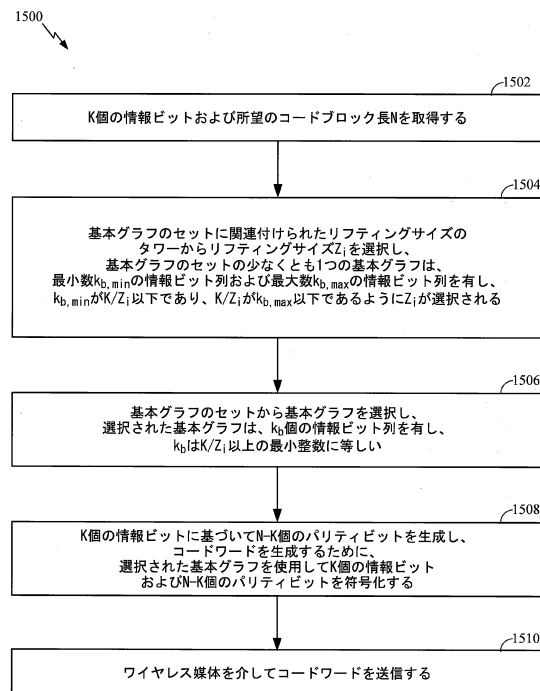 1500
1502
K個の情報ビットおよび所望のコードブロック長Nを取得する
1504
基本グラフのセットに関連付けられたリフティングサイズの
タワーからリフティングサイズZiを選択し、
基本グラフのセットの少なくとも1つの基本グラフは、
最小数kb,minの情報ビット列および最大数kb,maxの情報ビット列を有し、
kb,minがK/Zi以下であり、K/Ziがkb,max以下であるようにZiが選択される
1506
基本グラフのセットから基本グラフを選択し、
選択された基本グラフは、kb個の情報ビット列を有し、
kbはK/Zi以上の最小整数に等しい
1508
K個の情報ビットに基づいてN-K個のパリティビットを生成し、
コードワードを生成するために、
選択された基本グラフを使用してK個の情報ビット
およびN-K個のパリティビットを符号化する
1510
ワイヤレス媒体を介してコードワードを送信する